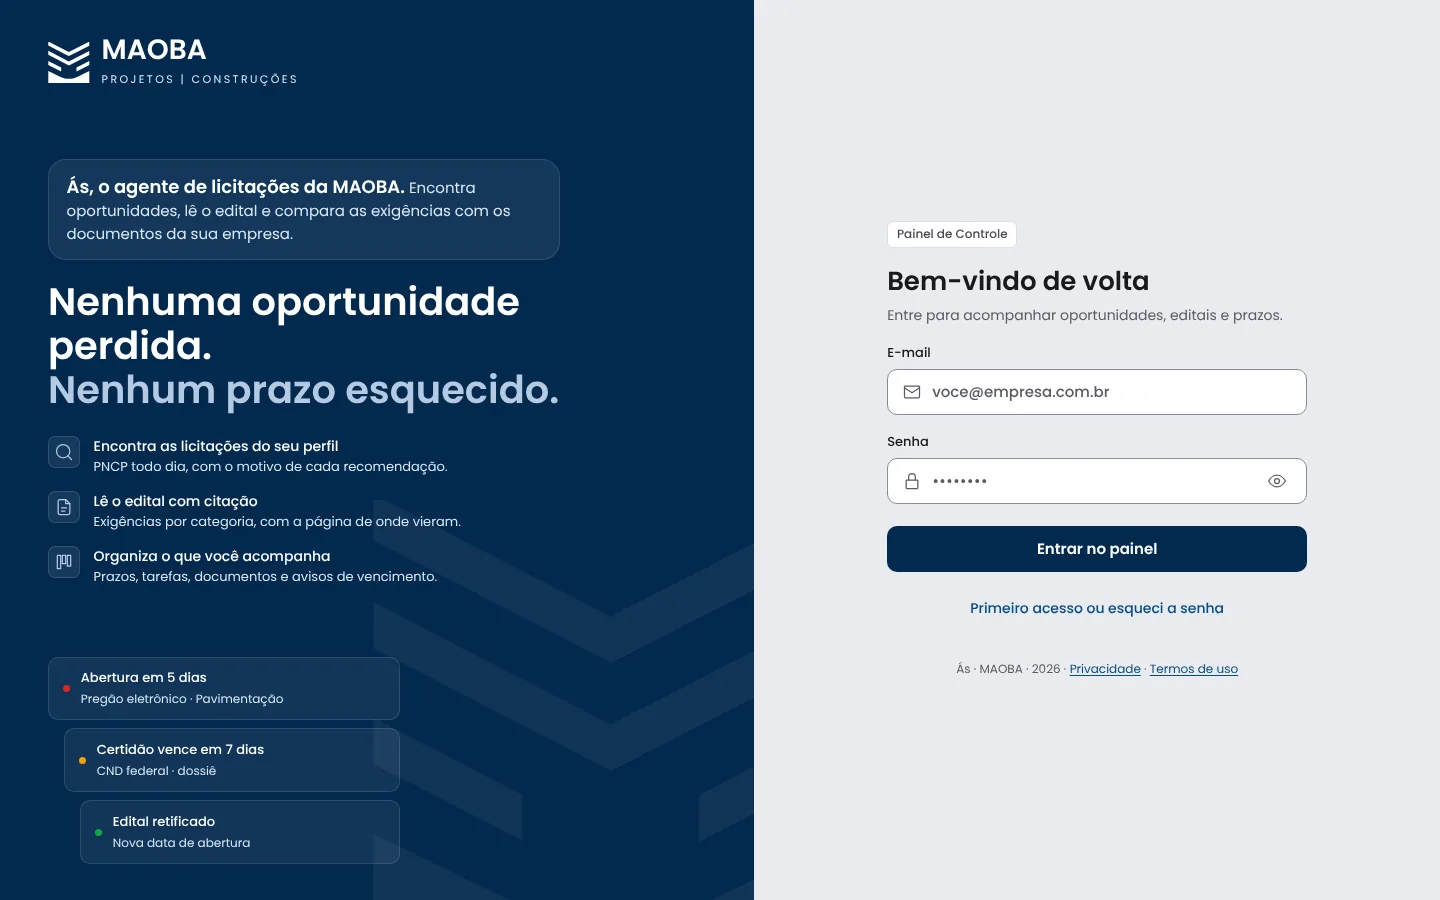 MAOBA
PROJETOS | CONSTRUÇÕES
Ás, o agente de licitações da MAOBA. Encontra
oportunidades, lê o edital e compara as exigências com os
documentos da sua empresa.
Nenhuma oportunidade
perdida.
Nenhum prazo esquecido.
Encontra as licitações do seu perfil
PNCP todo dia, com o motivo de cada recomendação.
Lê o edital com citação
Exigências por categoria, com a página de onde vieram.
Organiza o que você acompanha
Prazos, tarefas, documentos e avisos de vencimento.
Abertura em 5 dias
Pregão eletrônico · Pavimentação
Certidão vence em 7 dias
CND federal · dossiê
Edital retificado
Nova data de abertura
Painel de Controle
Bem-vindo de volta
Entre para acompanhar oportunidades, editais e prazos.
E-mail
voce@empresa.com.br
Senha
••••••••
Entrar no painel
Primeiro acesso ou esqueci a senha
Ás · MAOBA · 2026 · Privacidade · Termos de uso